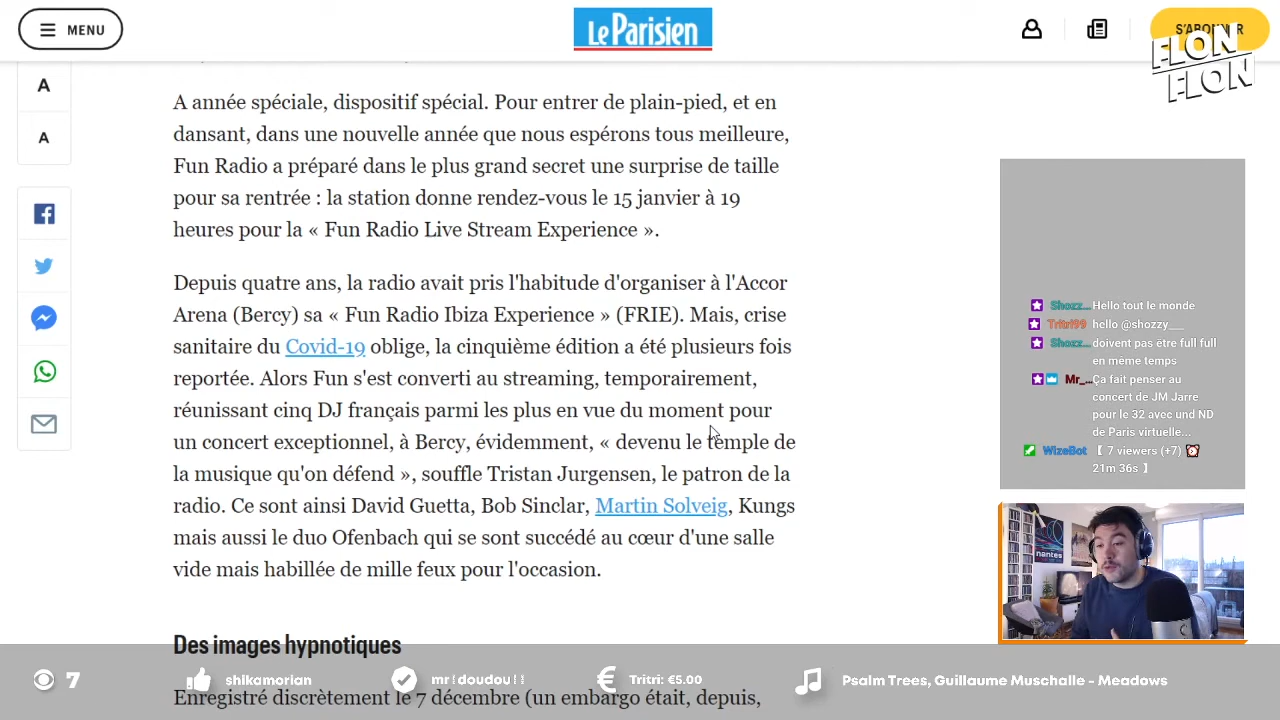 MENU
Le Parisien
S'ABONNER
FLON
FLON
A
A
A année spéciale, dispositif spécial. Pour entrer de plain-pied, et en
dansant, dans une nouvelle année que nous espérons tous meilleure,
Fun Radio a préparé dans le plus grand secret une surprise de taille
pour sa rentrée : la station donne rendez-vous le 15 janvier à 19
heures pour la « Fun Radio Live Stream Experience ».
Depuis quatre ans, la radio avait pris l'habitude d'organiser à l'Accor
Arena (Bercy) sa « Fun Radio Ibiza Experience » (FRIE). Mais, crise
sanitaire du Covid-19 oblige, la cinquième édition a été plusieurs fois
reportée. Alors Fun s'est converti au streaming, temporairement,
réunissant cinq DJ français parmi les plus en vue du moment pour
un concert exceptionnel, à Bercy, évidemment, « devenu le temple de
la musique qu'on défend », souffle Tristan Jurgensen, le patron de la
radio. Ce sont ainsi David Guetta, Bob Sinclar, Martin Solveig, Kungs
mais aussi le duo Ofenbach qui se sont succédé au cœur d'une salle
vide mais habillée de mille feux pour l'occasion.
Des images hypnotiques
Enregistré discrètement le 7 décembre (un embargo était, depuis,
Shozz... Hello tout le monde
Tritri99 hello @shozzy___
Shozz... doivent pas être full full
en même temps
Mr_... Ça fait penser au
concert de JM Jarre
pour le 32 avec und ND
de Paris virtuelle...
WizeBot 【 7 viewers (+7) ⏰
21m 36s 】
nantes
7
shikamorian
mr!doudou!!
€
Tritri: €5.00
Psalm Trees, Guillaume Muschalle - Meadows